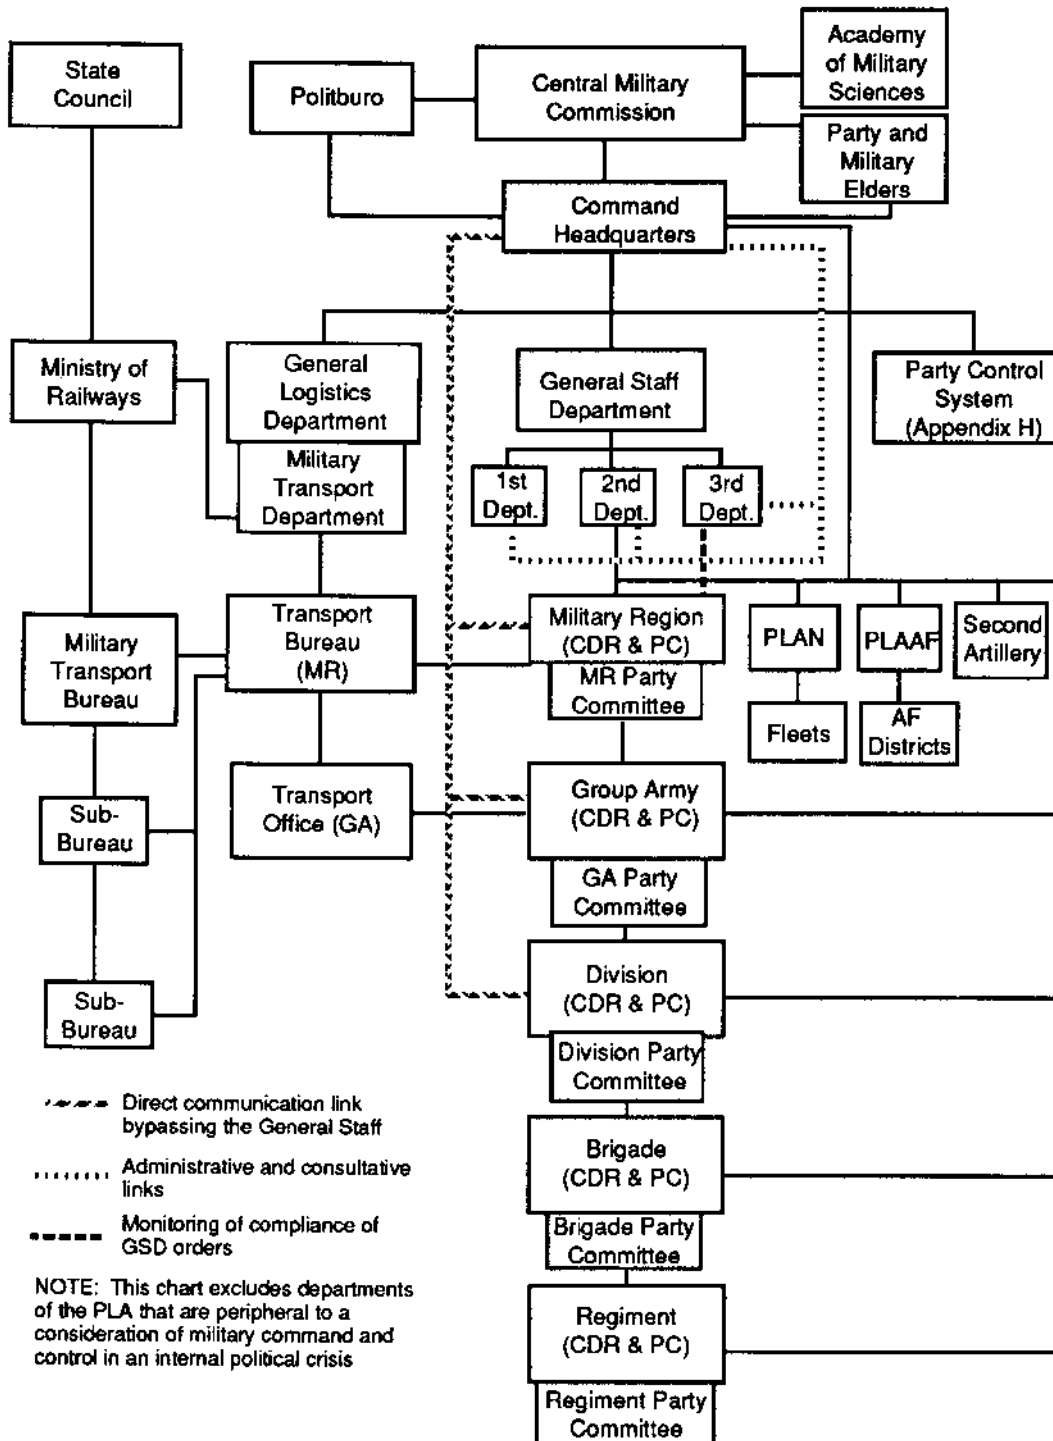 State
Council
Politburo
Central Military
Commission
Academy
of Military
Sciences
Party and
Military
Elders
Command
Headquarters
Ministry of
Railways
General
Logistics
Department
General Staff
Department
Party Control
System
(Appendix H)
Military
Transport
Department
1st
Dept.
2nd
Dept.
3rd
Dept.
Military
Transport
Bureau
Transport
Bureau
(MR)
Military Region
(CDR & PC)
MR Party
Committee
PLAN
PLAAF
Second
Artillery
Fleets
AF
Districts
Sub-
Bureau
Transport
Office (GA)
Group Army
(CDR & PC)
GA Party
Committee
Sub-
Bureau
Division
(CDR & PC)
Division Party
Committee
Brigade
(CDR & PC)
Brigade Party
Committee
Regiment
(CDR & PC)
Regiment Party
Committee
Direct communication link
bypassing the General Staff
Administrative and consultative
links
Monitoring of compliance of
GSD orders
NOTE: This chart excludes departments
of the PLA that are peripheral to a
consideration of military command and
control in an internal political crisis